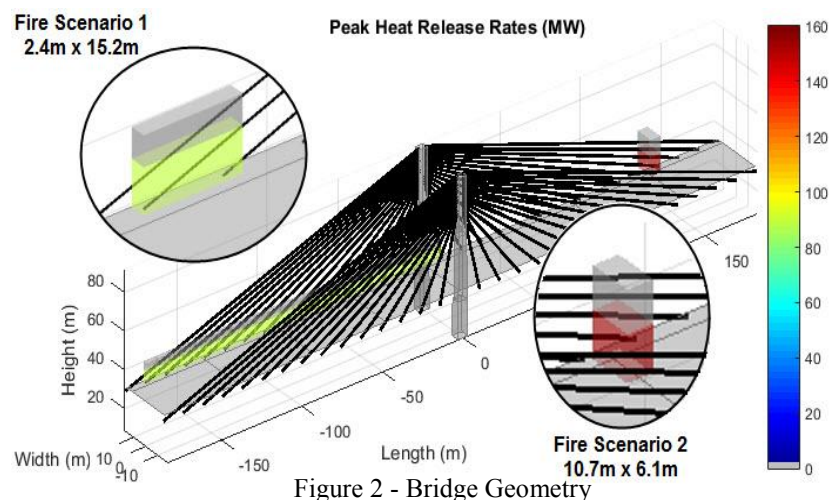 Fire Scenario 1
2.4m x 15.2m
Peak Heat Release Rates (MW)
160
140
120
100
80
60
40
20
0
80
60
40
20
Height (m)
Width (m)
10
0
-10
-150
-100
-50
0
150
Length (m)
Fire Scenario 2
10.7m x 6.1m
Figure 2 - Bridge Geometry